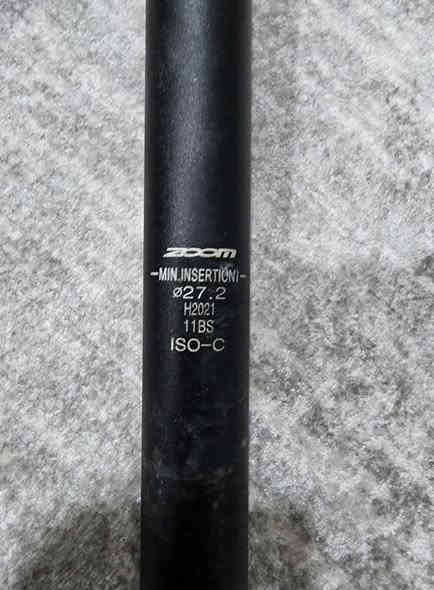 ZOOM
-MIN.INSERTION-
ø27.2
H2021
11BS
ISO-C